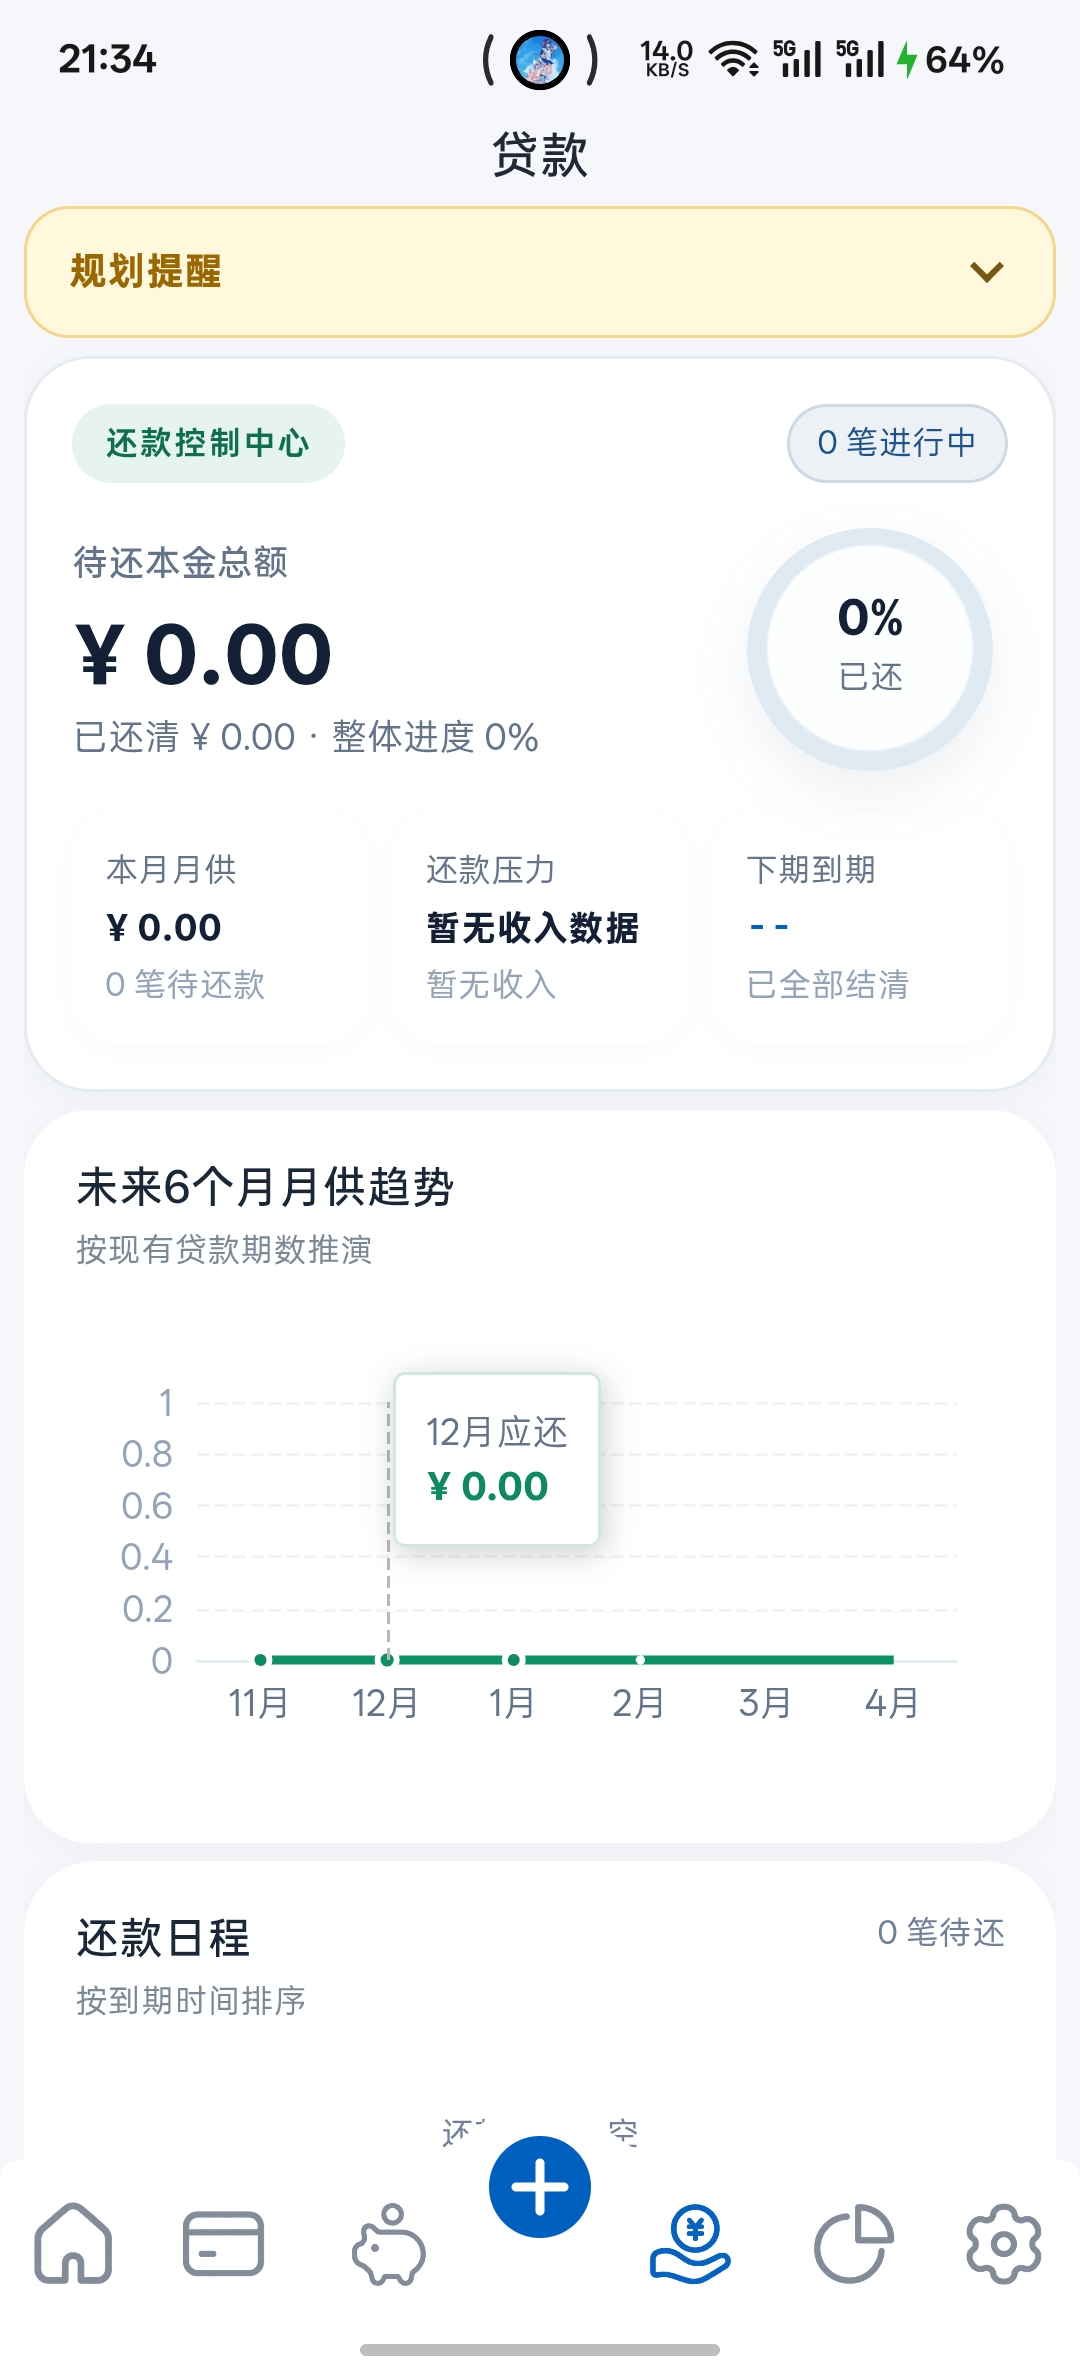 21:34
14.0
KB/S
5G
5G
64%
贷款
规划提醒
还款控制中心
0 笔进行中
待还本金总额
¥ 0.00
已还清 ¥ 0.00 · 整体进度 0%
0%
已还
本月月供
¥ 0.00
0 笔待还款
还款压力
暂无收入数据
暂无收入
下期到期
--
已全部结清
未来6个月月供趋势
按现有贷款期数推演
1
0.8
0.6
0.4
0.2
0
12月应还
¥ 0.00
11月
12月
1月
2月
3月
4月
还款日程
0 笔待还
按到期时间排序
还
空